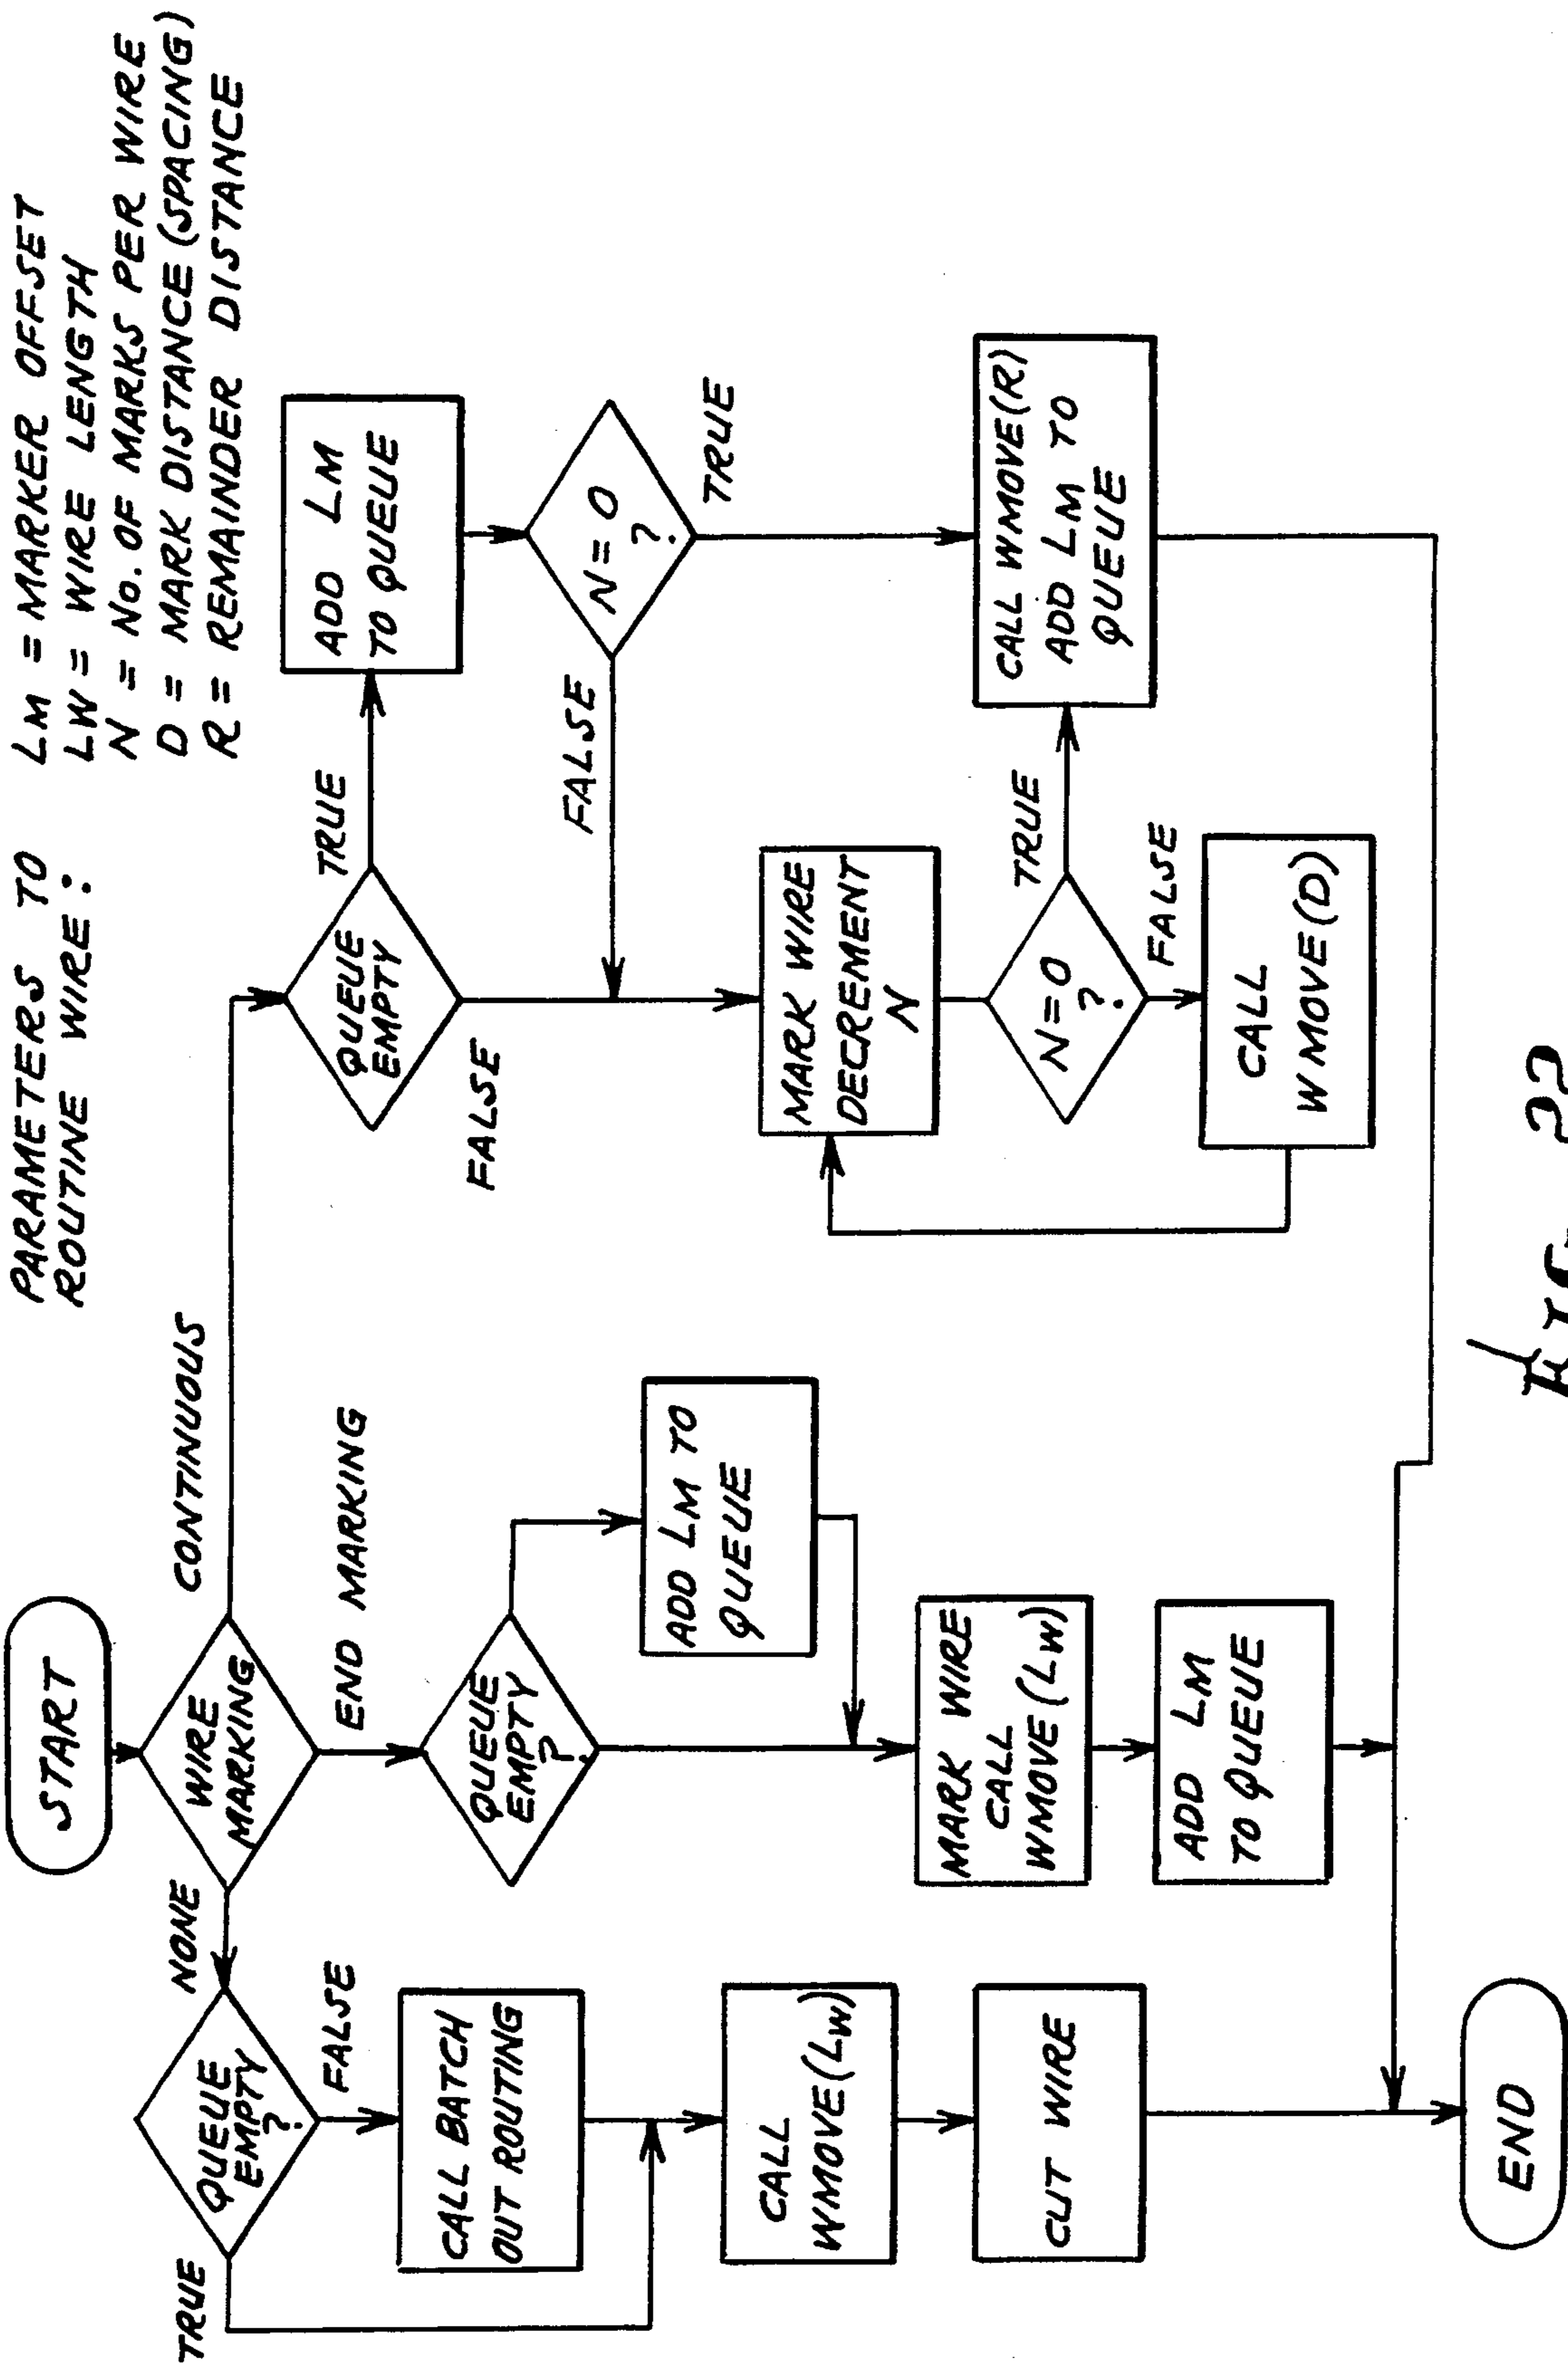 PARAMETERS TO
ROUTINE WIRE:
LM = MARKER OFFSET
LW = WIRE LENGTH
N = No. OF MARKS PER WIRE
D = MARK DISTANCE (SPACING)
R = REMAINDER DISTANCE
START
WIRE
MARKING
NONE
CONTINUOUS
END MARKING
QUEUE
EMPTY
?
TRUE
FALSE
CALL BATCH
OUT ROUTING
CALL
WMOVE(LW)
CUT WIRE
QUEUE
EMPTY
?
ADD LM TO
QUEUE
MARK WIRE
CALL
WMOVE(LW)
ADD LM
TO QUEUE
QUEUE
EMPTY
TRUE
FALSE
ADD LM
TO QUEUE
N=0
?
FALSE
TRUE
MARK WIRE
DECREMENT
N
N=0
?
TRUE
FALSE
CALL
WMOVE(D)
CALL WMOVE(R)
ADD LM TO
QUEUE
END